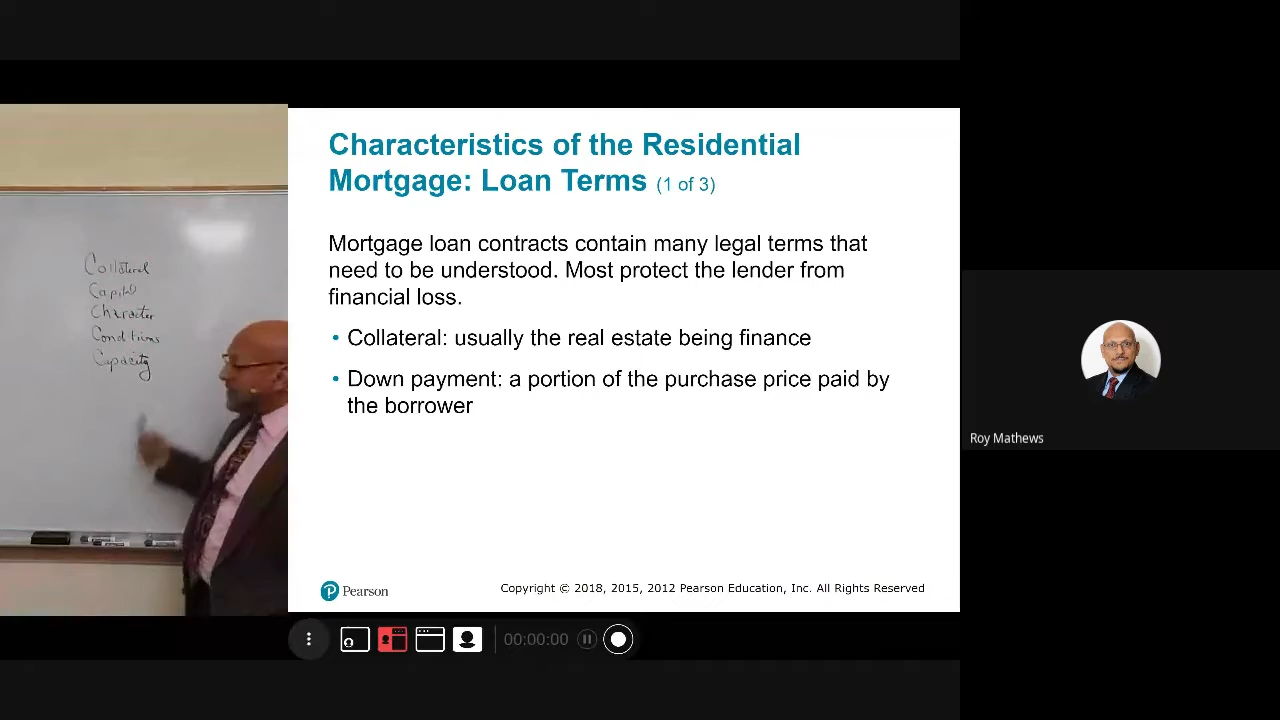 Collateral
Capital
Character
Conditions
Capacity
Characteristics of the Residential
Mortgage: Loan Terms (1 of 3)
Mortgage loan contracts contain many legal terms that
need to be understood. Most protect the lender from
financial loss.
• Collateral: usually the real estate being finance
• Down payment: a portion of the purchase price paid by
the borrower
Pearson
Copyright © 2018, 2015, 2012 Pearson Education, Inc. All Rights Reserved
00:00:00
Roy Mathews